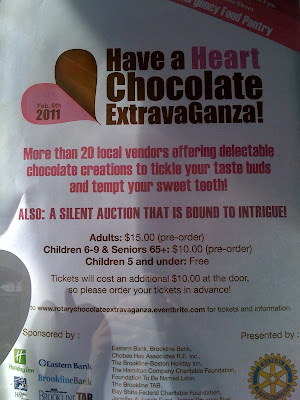 Emergency Food Pantry
Have a Heart
Chocolate
ExtravaGanza!
Feb. 6th
2011
More than 20 local vendors offering delectable
chocolate creations to tickle your taste buds
and tempt your sweet tooth!
ALSO: A SILENT AUCTION THAT IS BOUND TO INTRIGUE!
Adults: $15.00 (pre-order)
Children 6-9 & Seniors 65+: $10.00 (pre-order)
Children 5 and under: Free
Tickets will cost an additional $10.00 at the door,
so please order your tickets in advance!
to www.rotarychocolateextravaganza.eventbrite.com for tickets and information
Sponsored by :
Presented by :
Holiday Inn
Eastern Bank
Brookline Bank
BROOKLINE TAB
Eastern Bank, Brookline Bank,
Chobee Hoy Associates R.E. Inc.,
The Brookline Boston Holiday Inn,
The Hamilton Company Charitable Foundation,
Foundation To Be Named Later,
The Brookline TAB,
Bay State Federal Charitable Foundation,